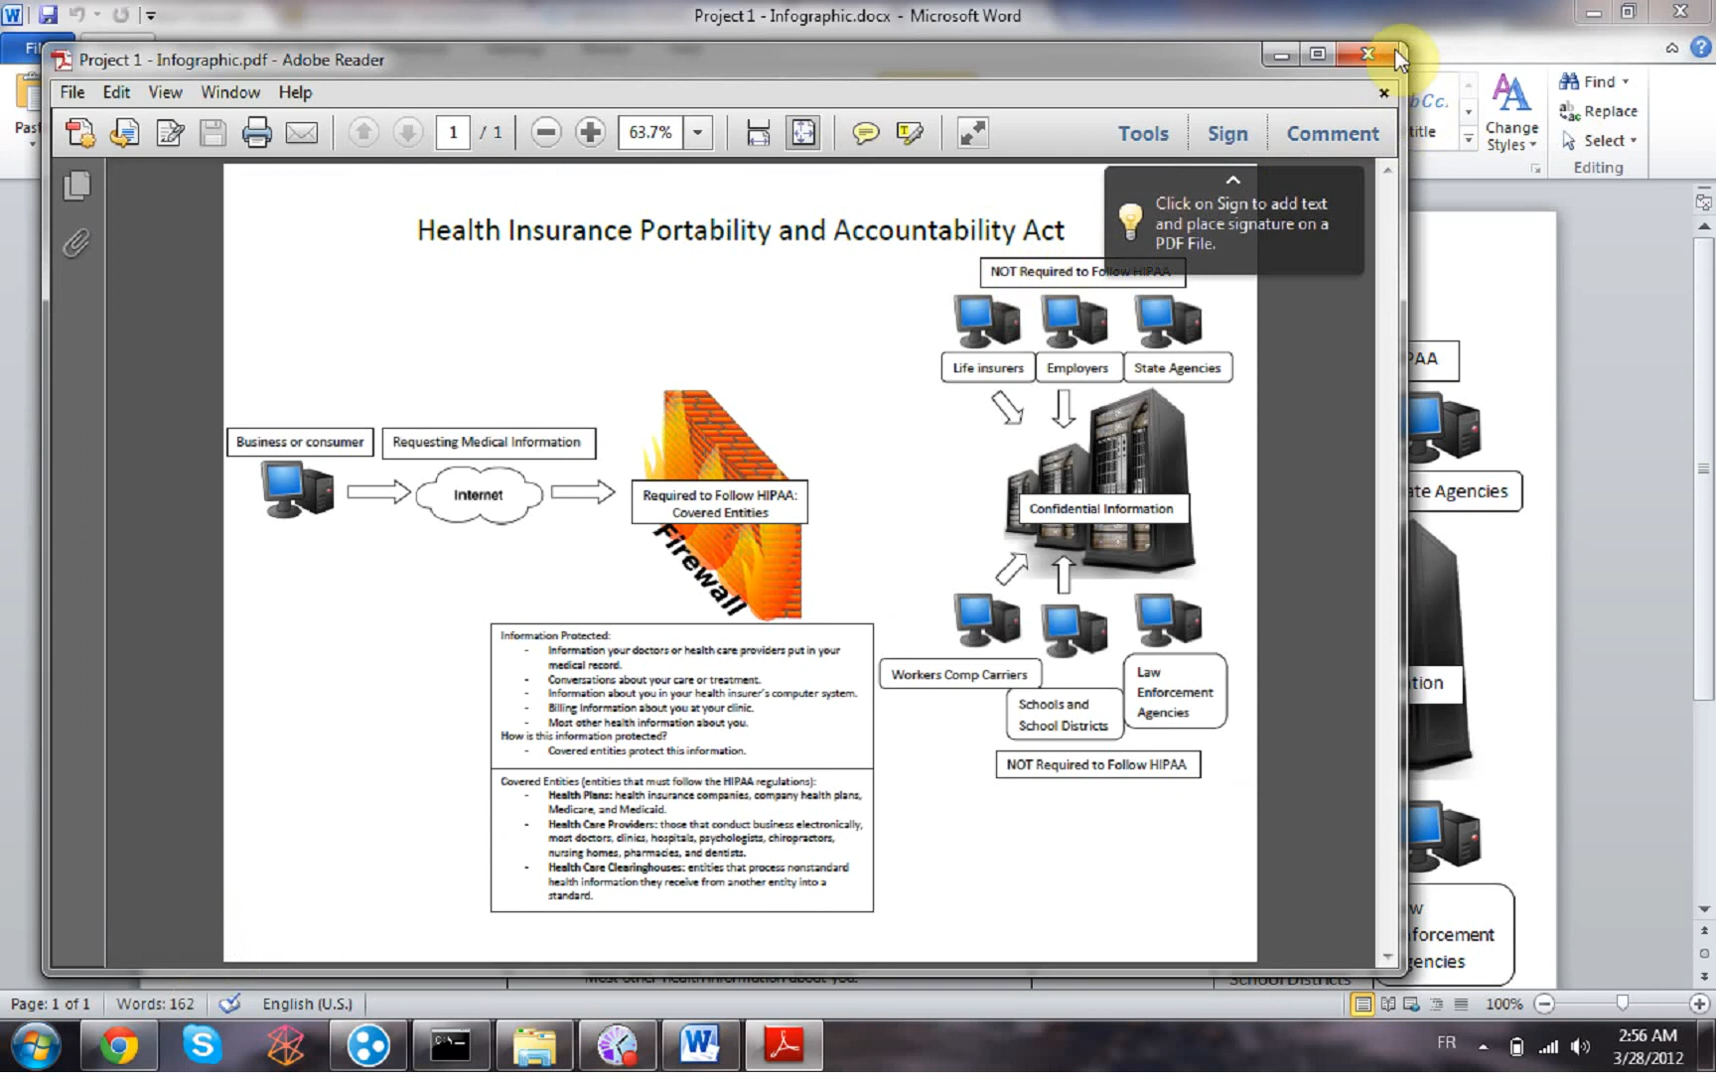 Project 1 - Infographic.docx - Microsoft Word
Project 1 - Infographic.pdf - Adobe Reader
File Edit View Window Help
1 / 1 63.7% Tools Sign Comment
Click on Sign to add text
and place signature on a
PDF File.
Find
Replace
Select
Change
Styles
Editing
Health Insurance Portability and Accountability Act
NOT Required to Follow HIPAA
Life insurers Employers State Agencies
Business or consumer Requesting Medical Information
Internet
Required to Follow HIPAA:
Covered Entities
Firewall
Confidential Information
Information Protected:
- Information your doctors or health care providers put in your
medical record.
- Conversations about your care or treatment.
- Information about you in your health insurer's computer system.
- Billing information about you at your clinic.
- Most other health information about you.
How is this information protected?
- Covered entities protect this information.
Covered Entities (entities that must follow the HIPAA regulations):
- Health Plans: health insurance companies, company health plans,
Medicare, and Medicaid.
- Health Care Providers: those that conduct business electronically,
most doctors, clinics, hospitals, psychologists, chiropractors,
nursing homes, pharmacies, and dentists.
- Health Care Clearinghouses: entities that process nonstandard
health information they receive from another entity into a
standard.
Workers Comp Carriers
Schools and
School Districts
Law
Enforcement
Agencies
NOT Required to Follow HIPAA
Agencies
Page: 1 of 1 Words: 162 English (U.S.) 100%
FR
2:56 AM
3/28/2012